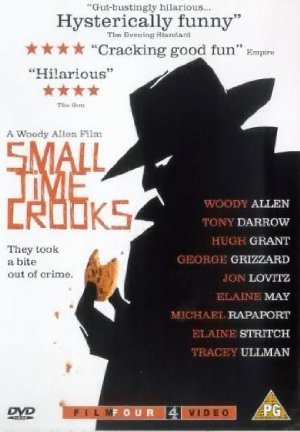 "Gut-bustingly hilarious...
Hysterically funny"
The Evening Standard
"Cracking good fun" Empire
"Hilarious"
The Sun
A Woody Allen Film
SMALL
TIME
CROOKS
They took
a bite
out of crime.
WOODY ALLEN
TONY DARROW
HUGH GRANT
GEORGE GRIZZARD
JON LOVITZ
ELAINE MAY
MICHAEL RAPAPORT
ELAINE STRITCH
TRACEY ULLMAN
DVD
VIDEO
FILMFOUR 4 VIDEO
PG